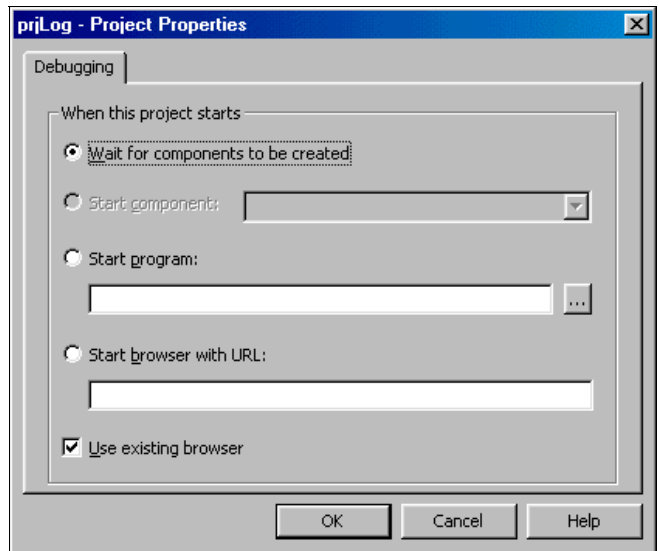 prjLog - Project Properties
Debugging
When this project starts
Wait for components to be created
Start component:
Start program:
...
Start browser with URL:
Use existing browser
OK
Cancel
Help